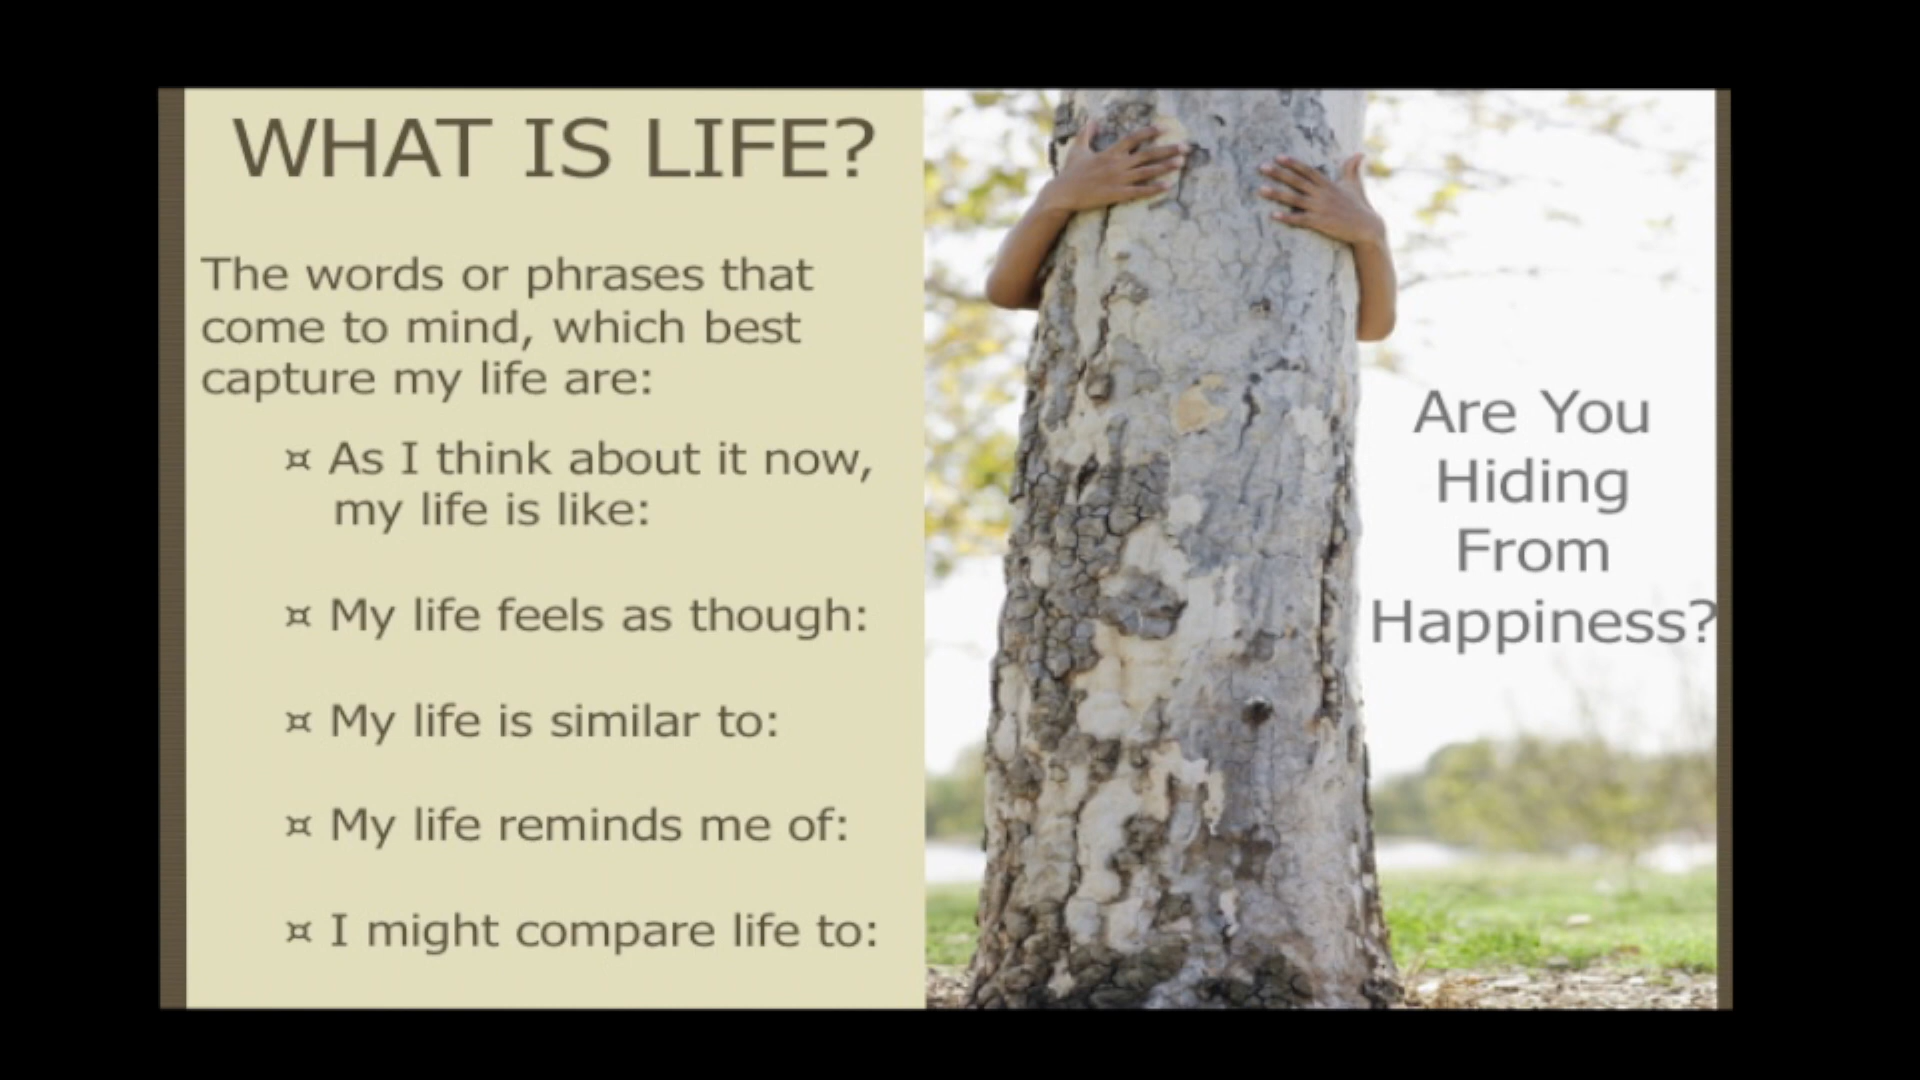 WHAT IS LIFE?
The words or phrases that
come to mind, which best
capture my life are:
¤ As I think about it now,
my life is like:
¤ My life feels as though:
¤ My life is similar to:
¤ My life reminds me of:
¤ I might compare life to:
Are You
Hiding
From
Happiness?